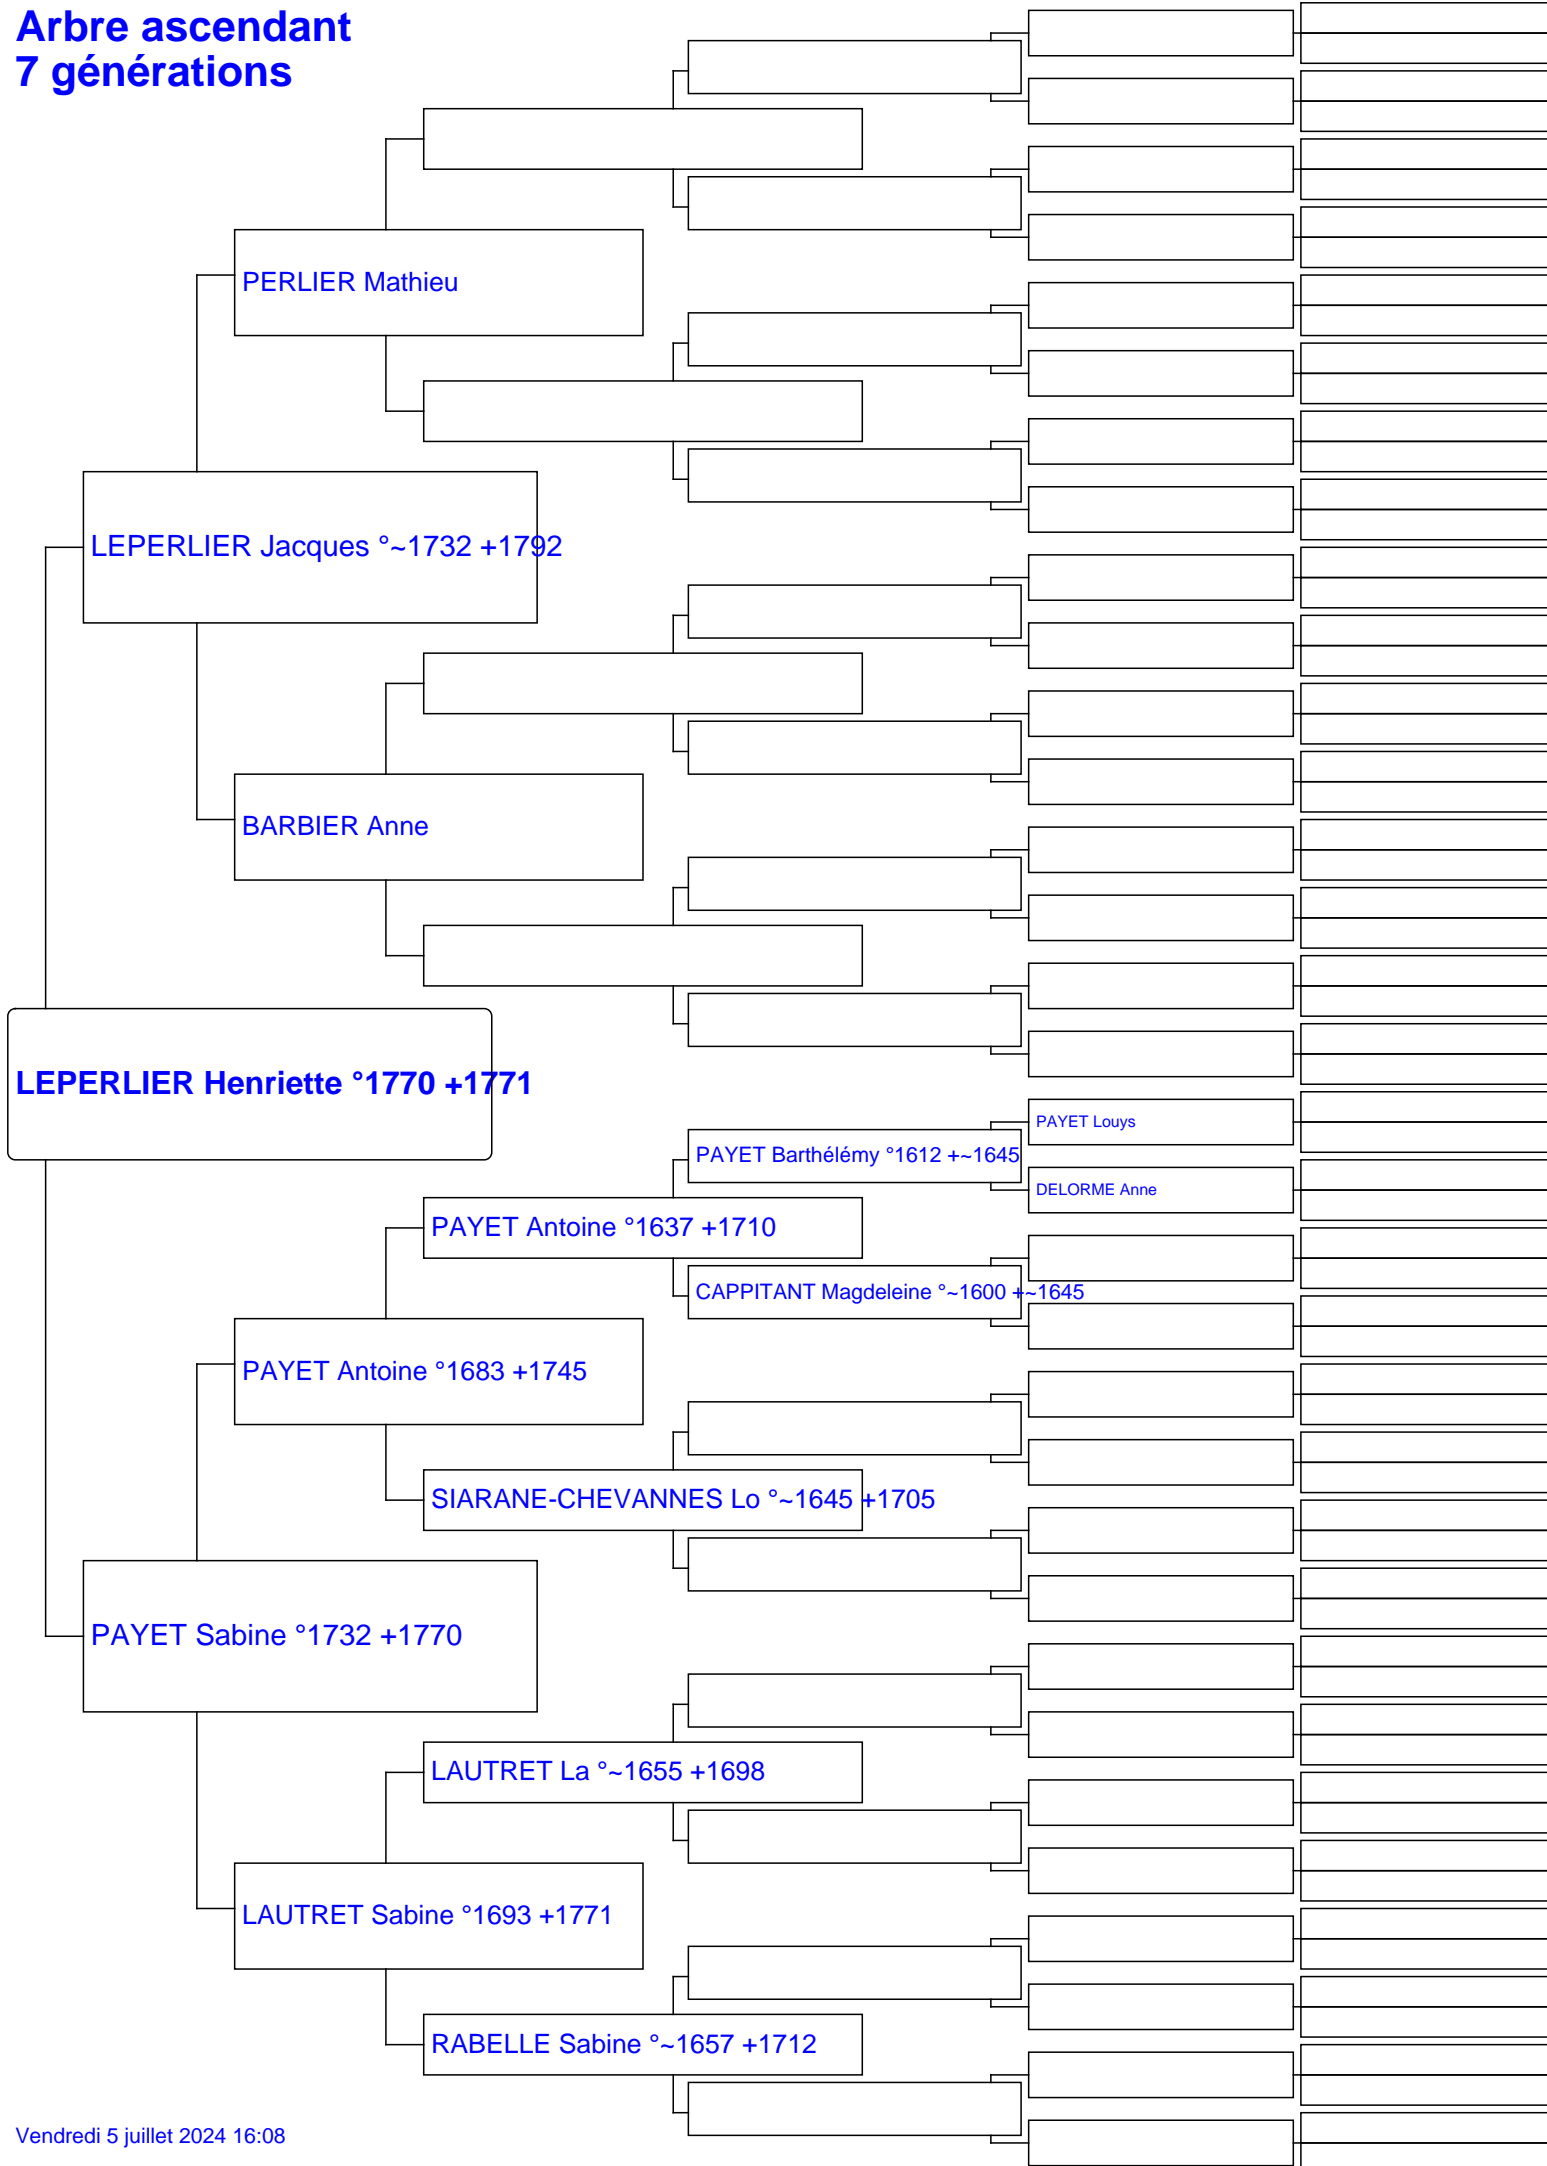 Arbre ascendant
7 générations
PERLIER Mathieu
LEPERLIER Jacques °~1732 +1792
BARBIER Anne
LEPERLIER Henriette °1770 +1771
PAYET Louys
PAYET Barthélémy °1612 +~1645
DELORME Anne
PAYET Antoine °1637 +1710
CAPPITANT Magdeleine °~1600 +~1645
PAYET Antoine °1683 +1745
SIARANE-CHEVANNES Lo °~1645 +1705
PAYET Sabine °1732 +1770
LAUTRET La °~1655 +1698
LAUTRET Sabine °1693 +1771
RABELLE Sabine °~1657 +1712
Vendredi 5 juillet 2024 16:08